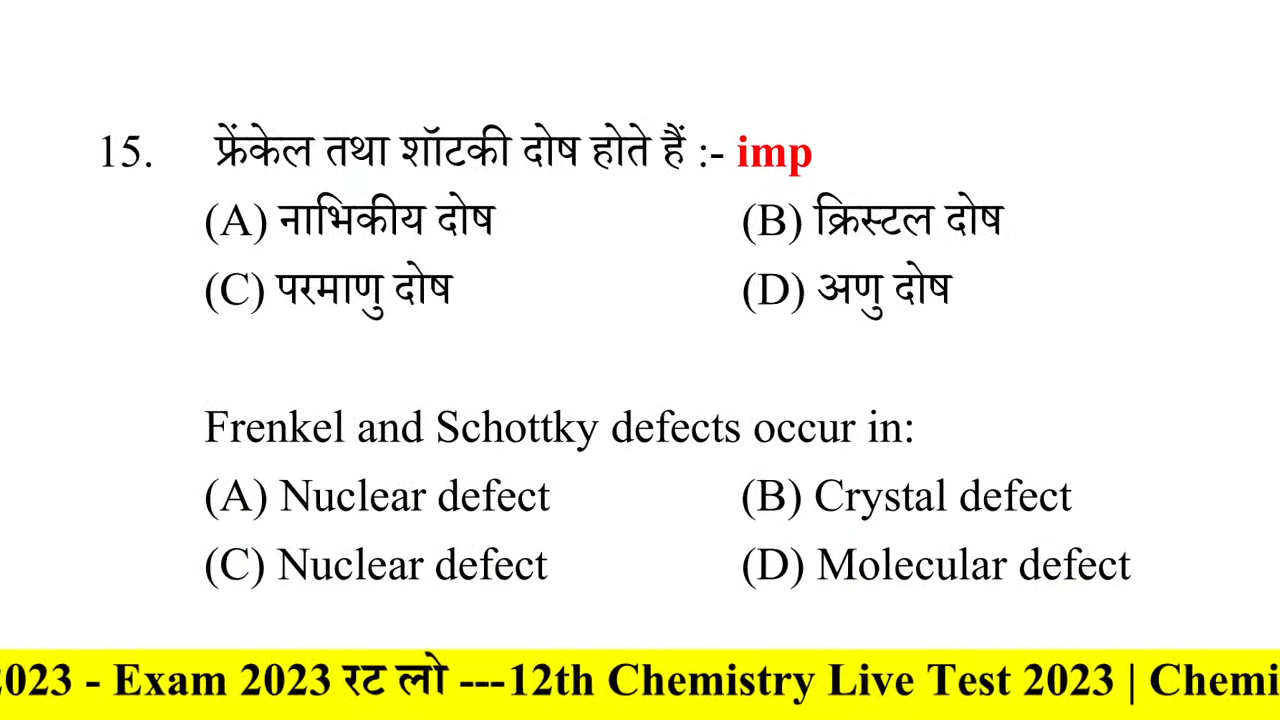 15. फ्रेंकेल तथा शॉटकी दोष होते हैं :- imp
(A) नाभिकीय दोष (B) क्रिस्टल दोष
(C) परमाणु दोष (D) अणु दोष
Frenkel and Schottky defects occur in:
(A) Nuclear defect (B) Crystal defect
(C) Nuclear defect (D) Molecular defect
2023 - Exam 2023 रट लो ---12th Chemistry Live Test 2023 | Chemi